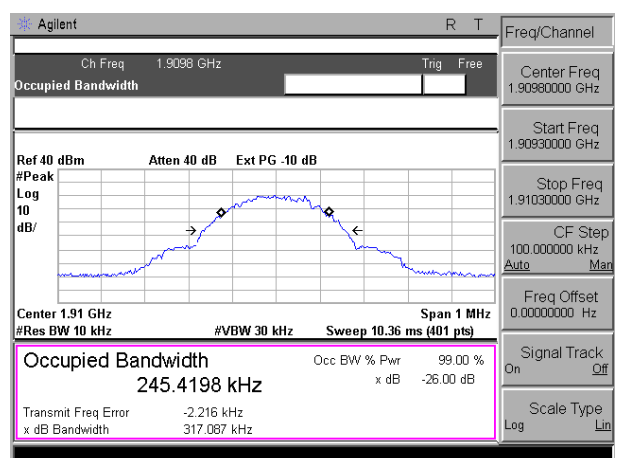 Agilent R T
Freq/Channel
Ch Freq 1.9098 GHz Trig Free
Occupied Bandwidth
Center Freq
1.90980000 GHz
Start Freq
1.90930000 GHz
Stop Freq
1.91030000 GHz
CF Step
100.000000 kHz
Auto Man
Freq Offset
0.00000000 Hz
Signal Track
On Off
Scale Type
Log Lin
Ref 40 dBm Atten 40 dB Ext PG -10 dB
#Peak
Log
10
dB/
Center 1.91 GHz Span 1 MHz
#Res BW 10 kHz #VBW 30 kHz Sweep 10.36 ms (401 pts)
Occupied Bandwidth Occ BW % Pwr 99.00 %
245.4198 kHz x dB -26.00 dB
Transmit Freq Error -2.216 kHz
x dB Bandwidth 317.087 kHz